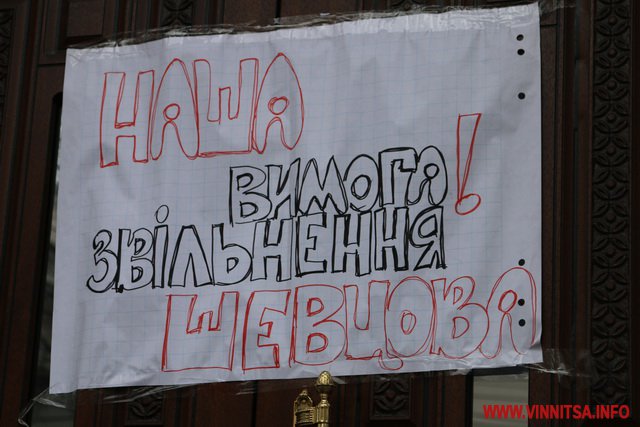 НАША
ВИМОГА!
ЗВІЛЬНЕННЯ
ШЕВЦОВА
WWW.VINNITSA.INFO